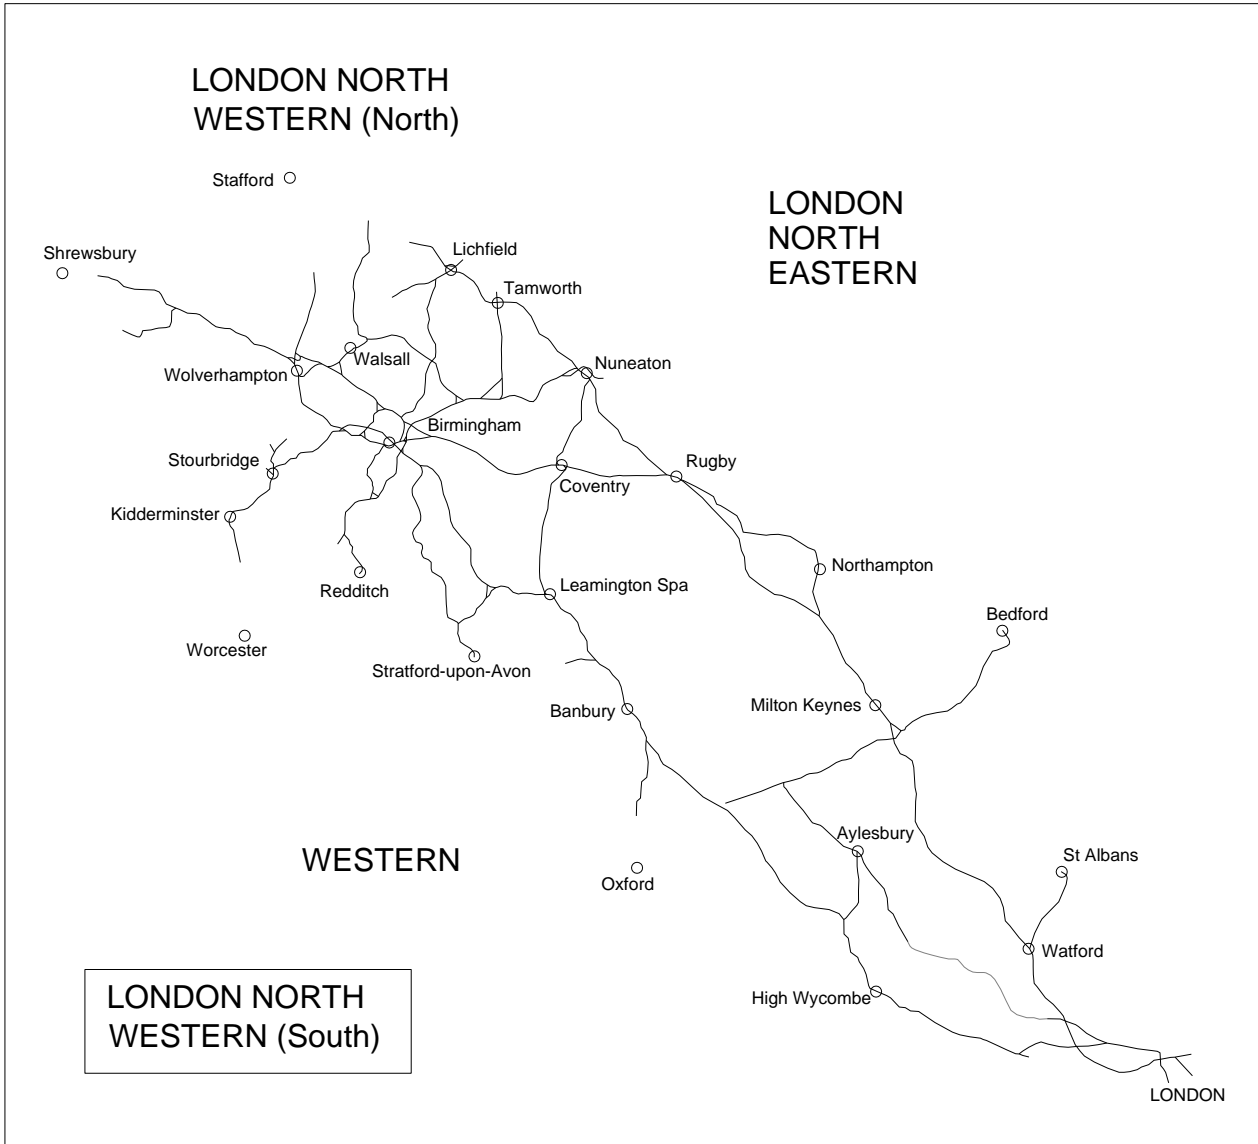 LONDON NORTH
WESTERN (North)
Stafford
LONDON
NORTH
EASTERN
Shrewsbury
Lichfield
Tamworth
Walsall
Nuneaton
Wolverhampton
Birmingham
Stourbridge
Rugby
Coventry
Kidderminster
Northampton
Redditch
Leamington Spa
Bedford
Worcester
Stratford-upon-Avon
Milton Keynes
Banbury
Aylesbury
WESTERN
St Albans
Oxford
Watford
High Wycombe
LONDON NORTH
WESTERN (South)
LONDON